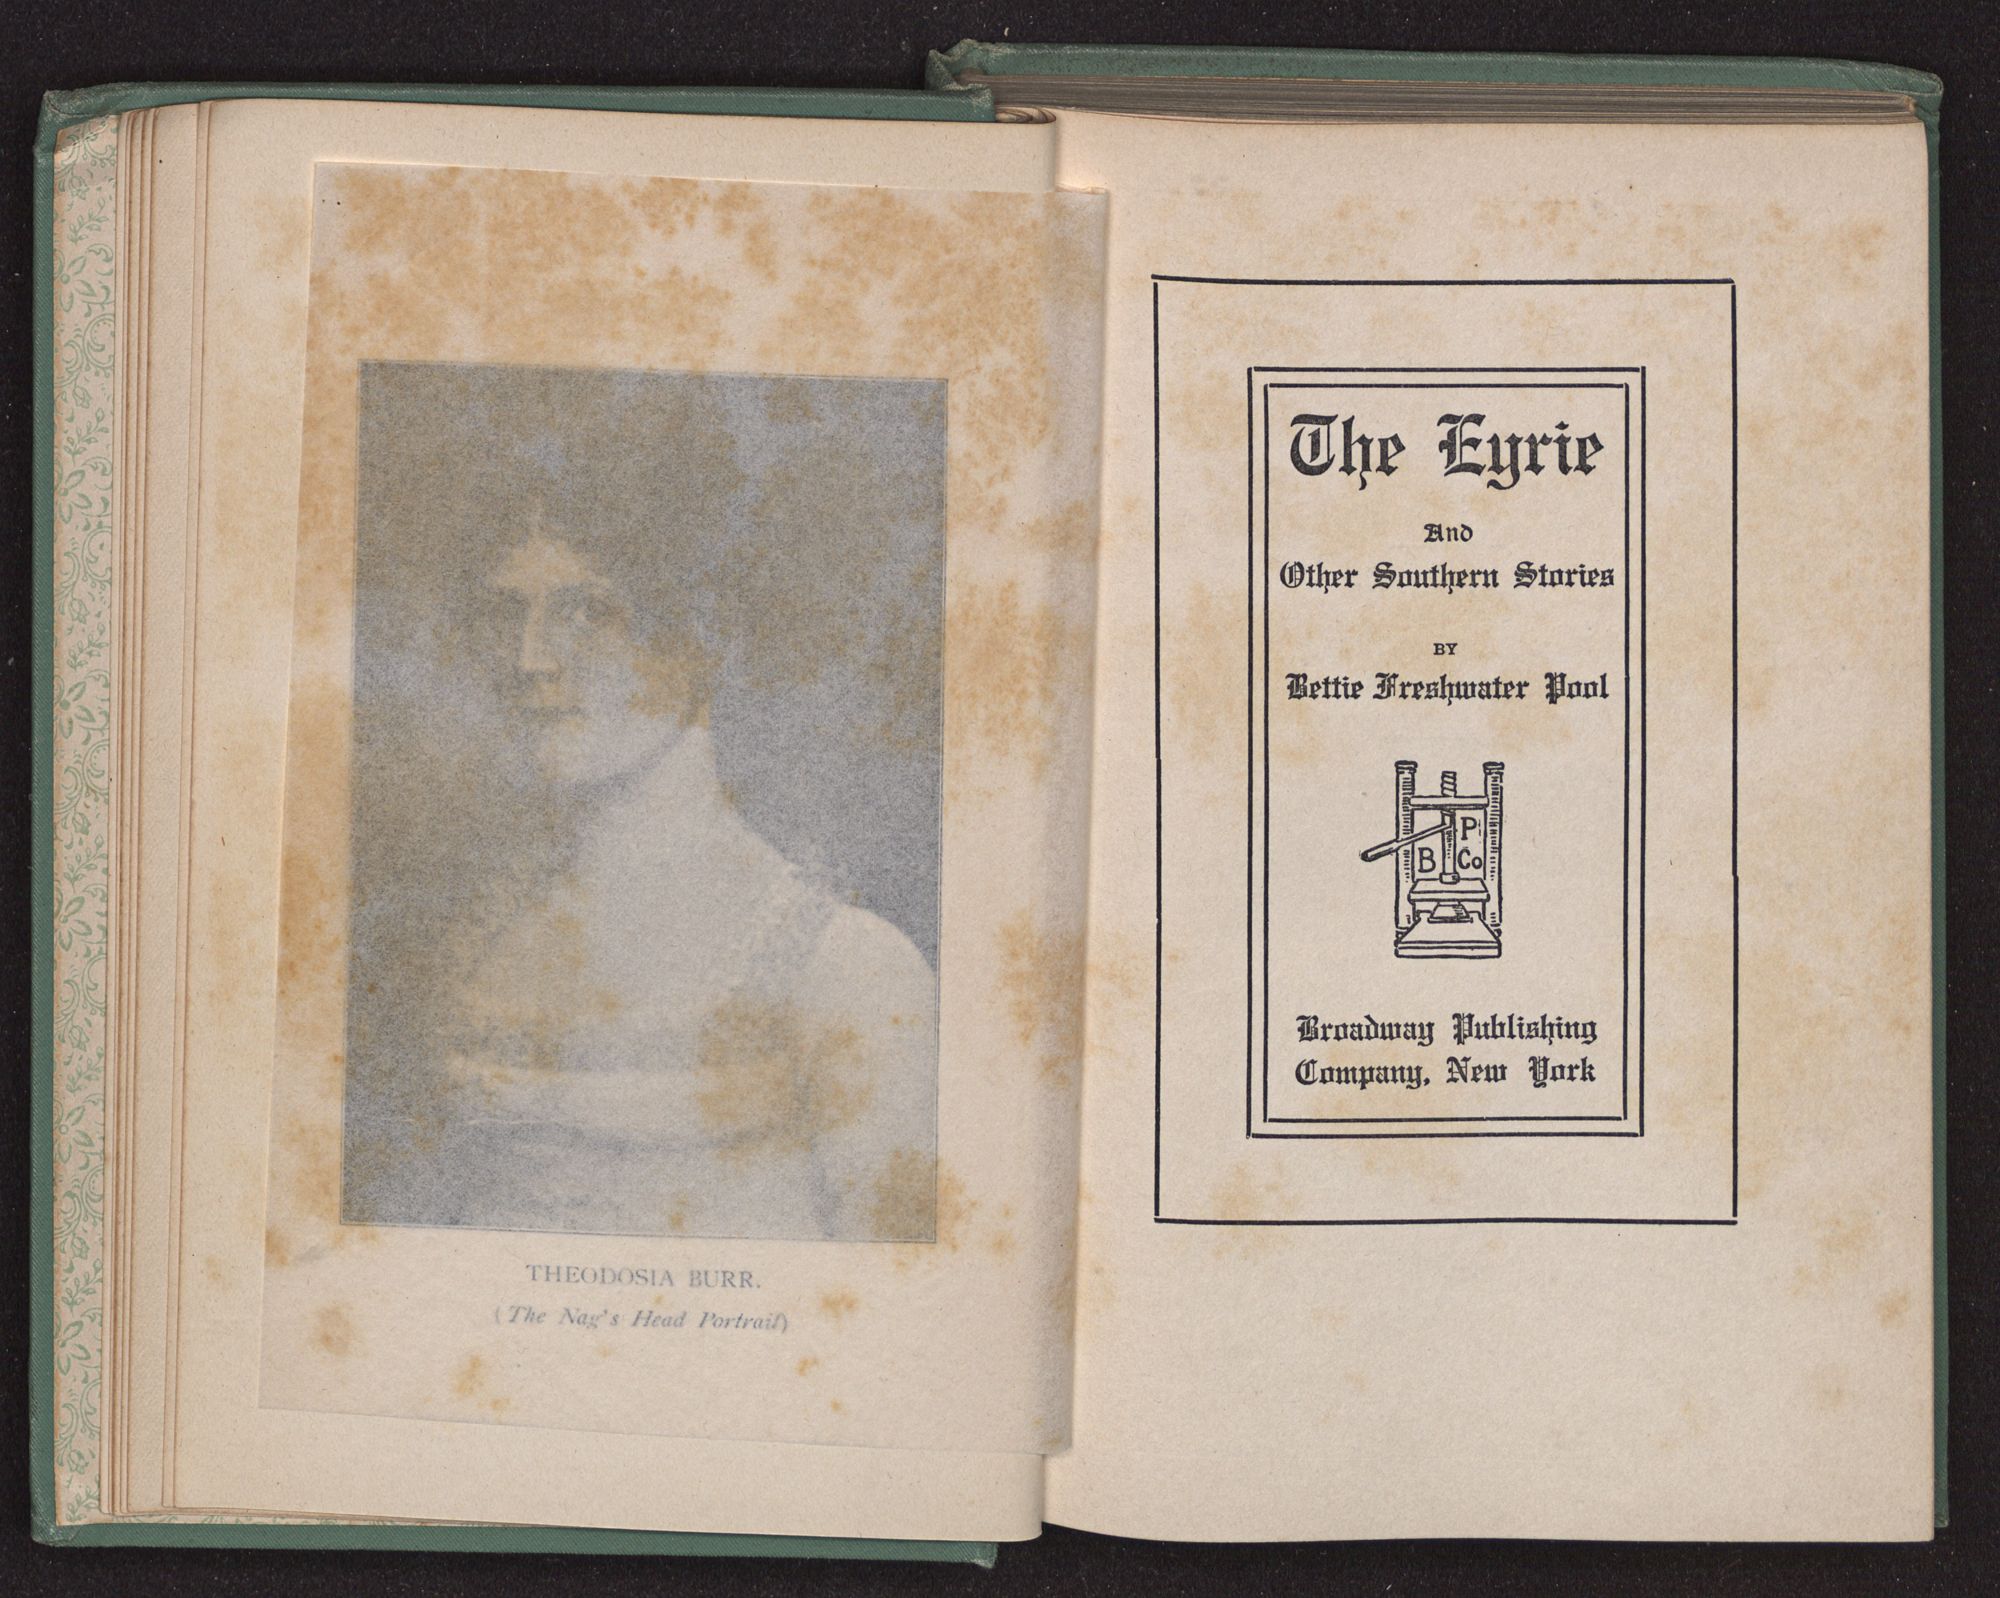 THEODOSIA BURR.
(The Nag's Head Portrait)
The Eyrie
And
Other Southern Stories
BY
Bettie Freshwater Pool
B P Co
Broadway Publishing
Company, New York